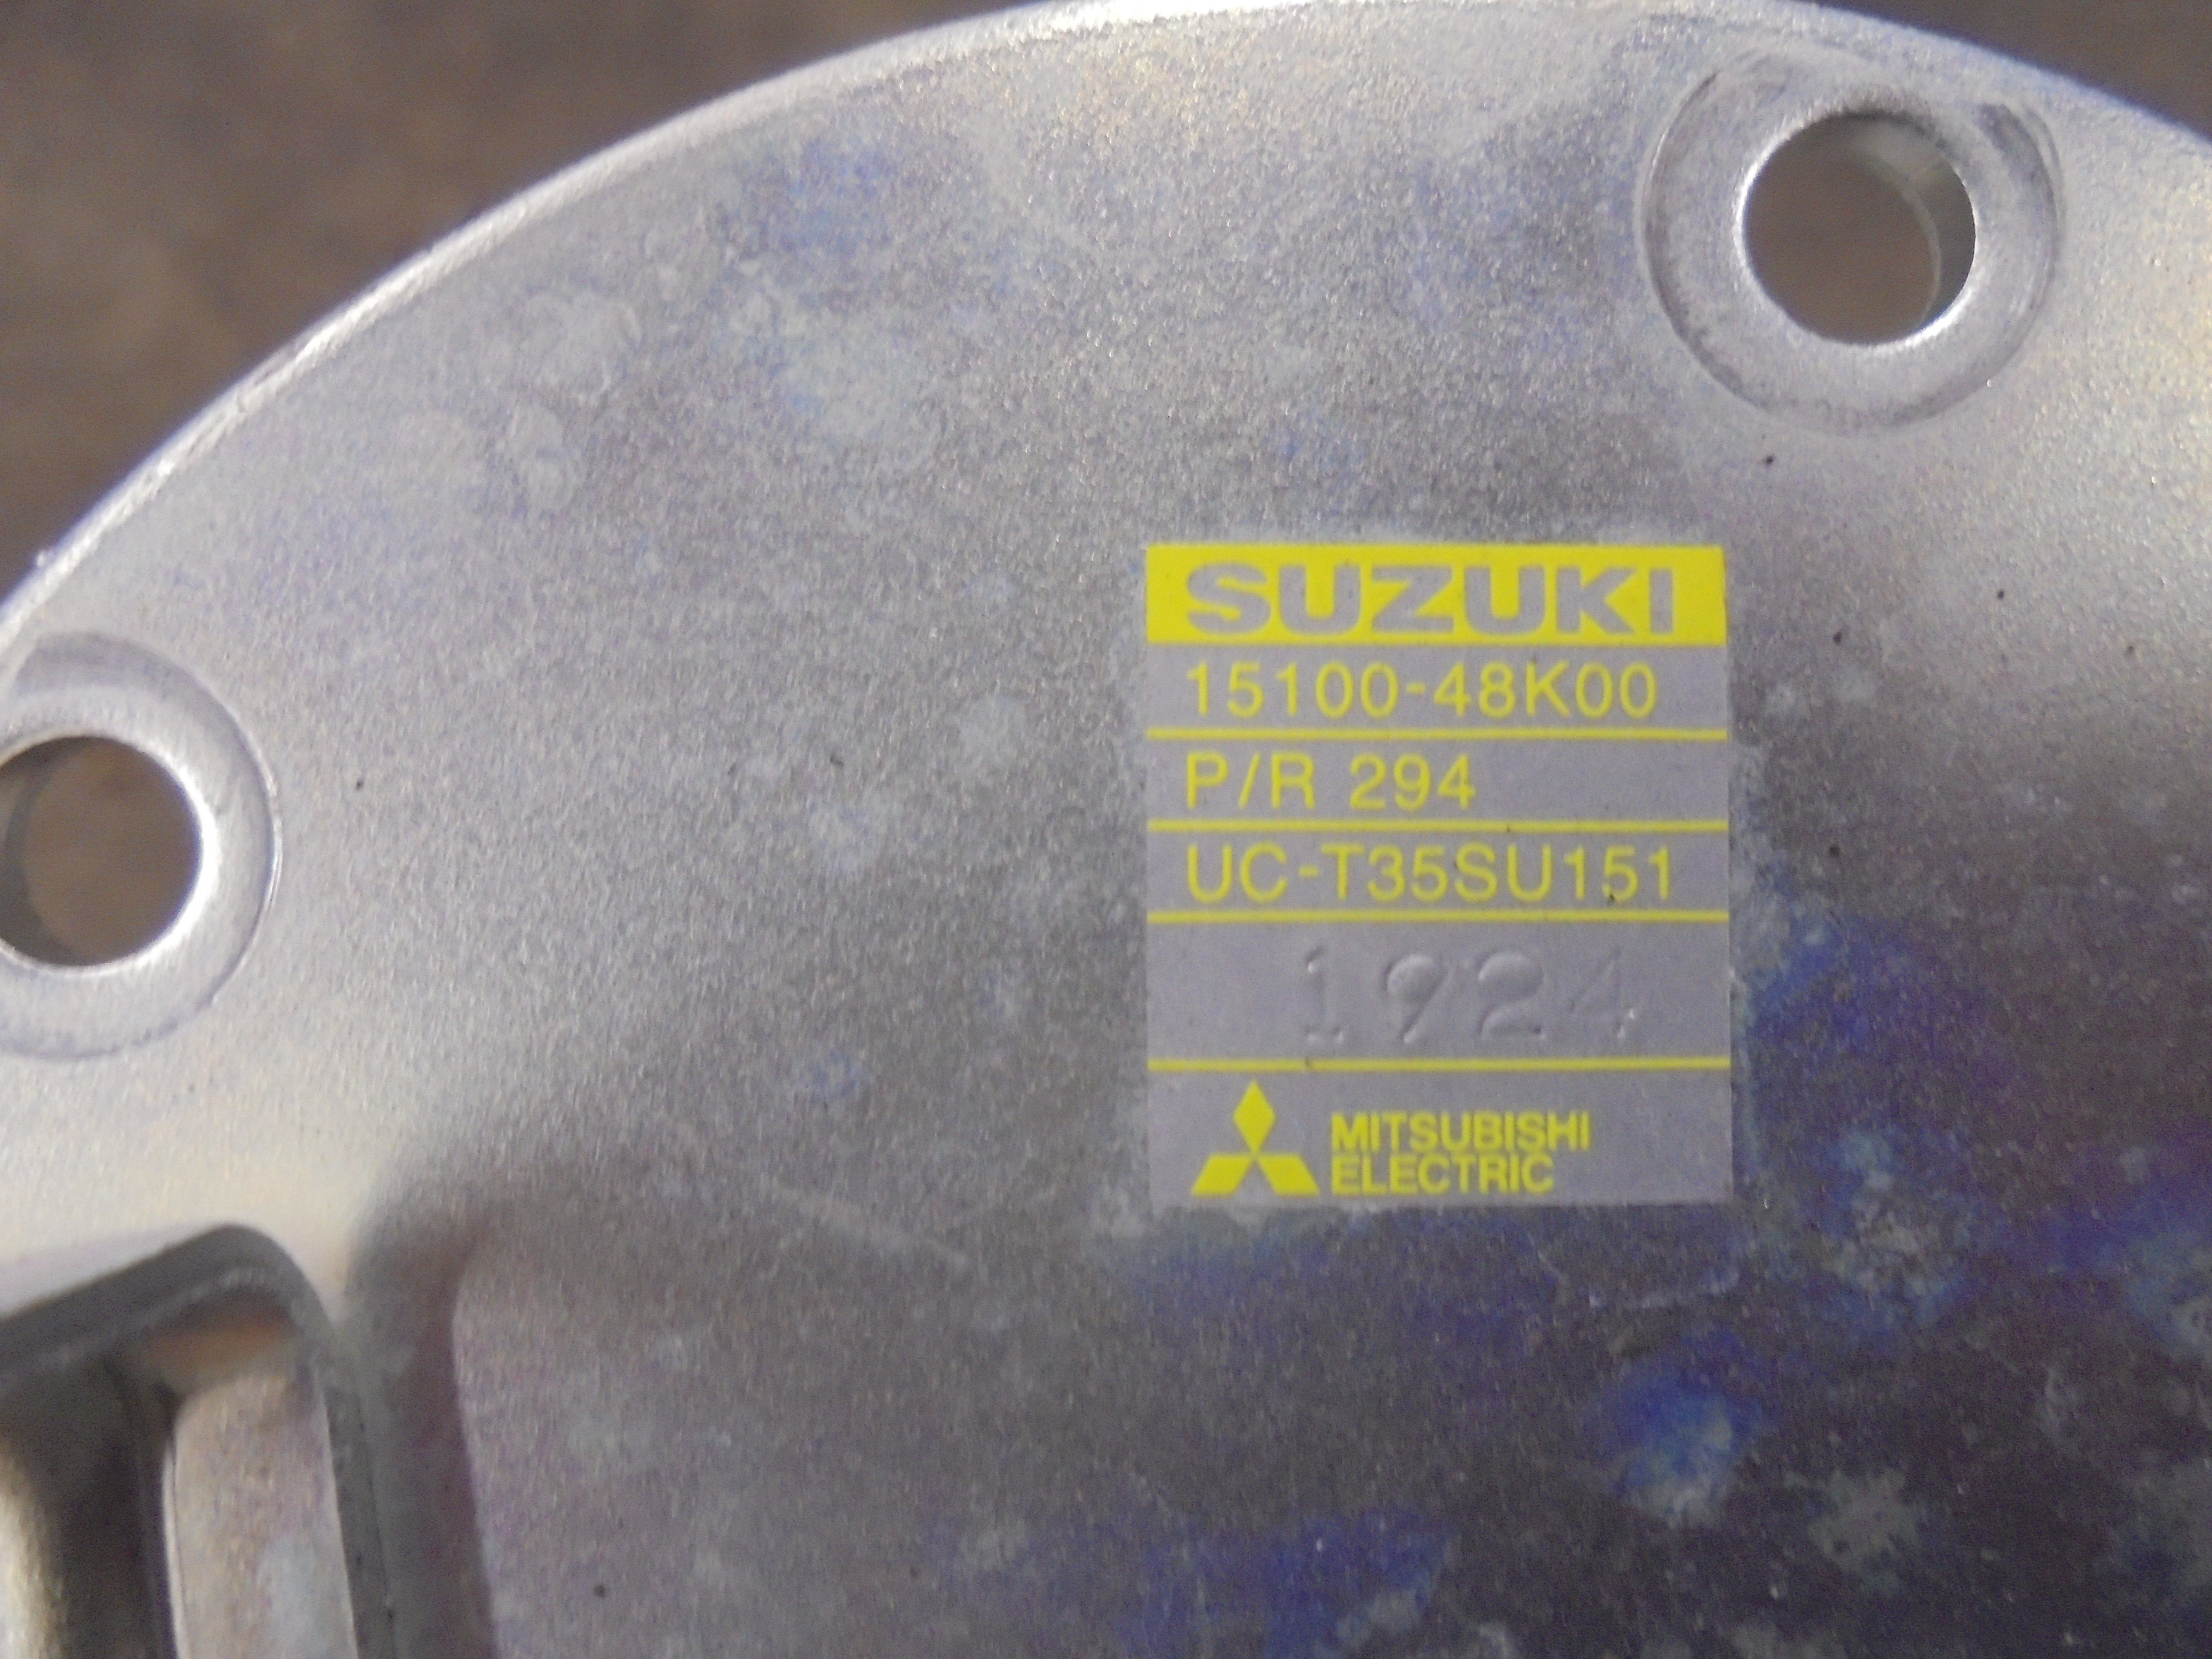 SUZUKI
15100-48K00
P/R 294
UC-T35SU151
1924
MITSUBISHI
ELECTRIC